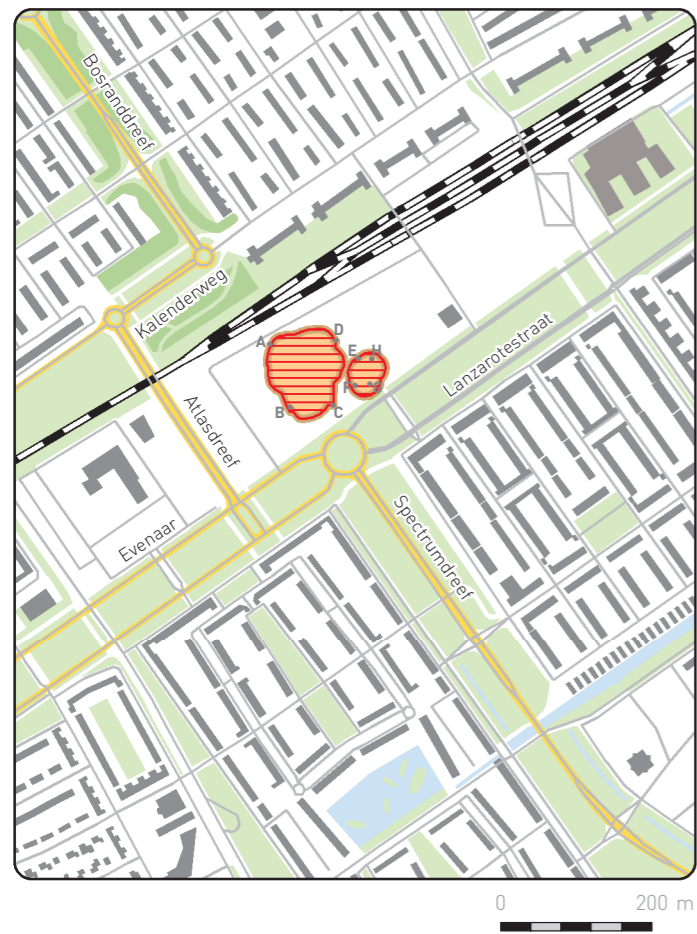 Bosranddreef
Kalenderweg
A
D
E
H
F
G
B
C
Lanzarotestraat
Atlasdreef
Evenaar
Spectrumdreef
0 200 m